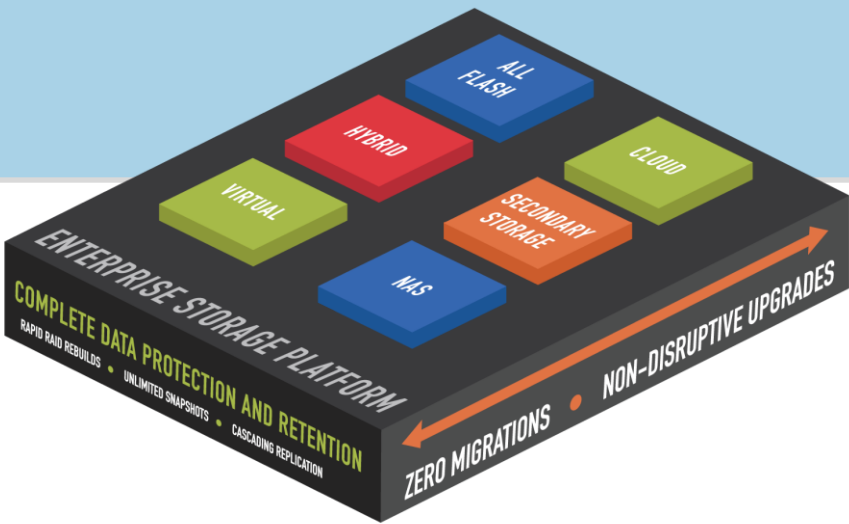 ALL
FLASH
HYBRID
CLOUD
VIRTUAL
SECONDARY
STORAGE
NAS
ENTERPRISE STORAGE PLATFORM
COMPLETE DATA PROTECTION AND RETENTION
RAPID RAID REBUILDS • UNLIMITED SNAPSHOTS • CASCADING REPLICATION
ZERO MIGRATIONS • NON-DISRUPTIVE UPGRADES